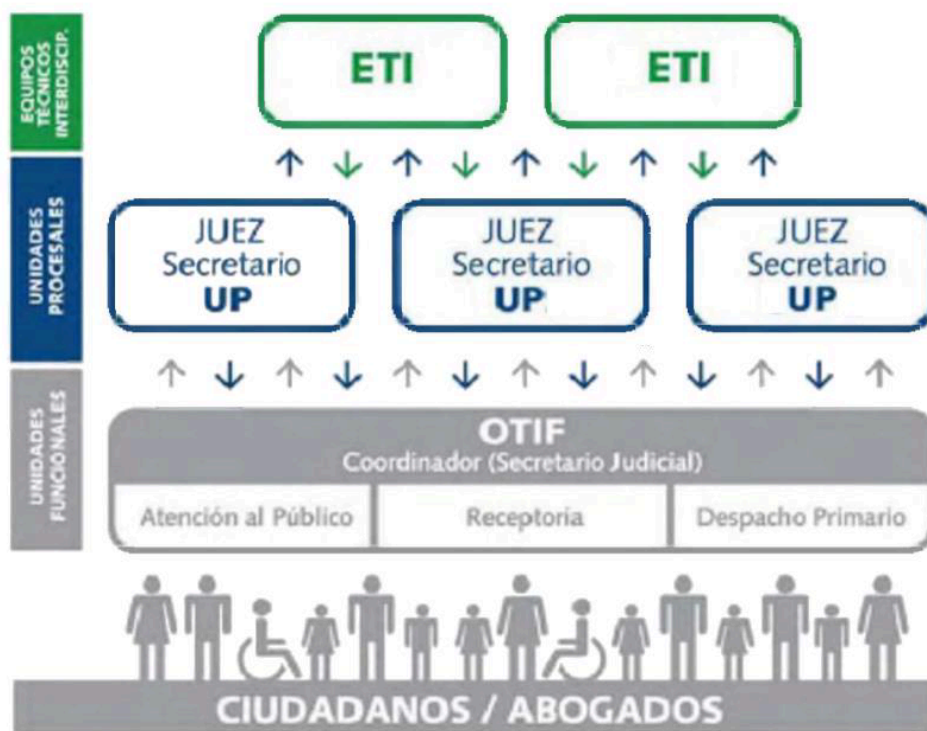 EQUIPOS
TÉCNICOS
INTERDISCIP.
ETI
ETI
UNIDADES
PROCESALES
JUEZ
Secretario
UP
JUEZ
Secretario
UP
JUEZ
Secretario
UP
UNIDADES
FUNCIONALES
OTIF
Coordinador (Secretario Judicial)
Atención al Público
Receptoría
Despacho Primario
CIUDADANOS / ABOGADOS